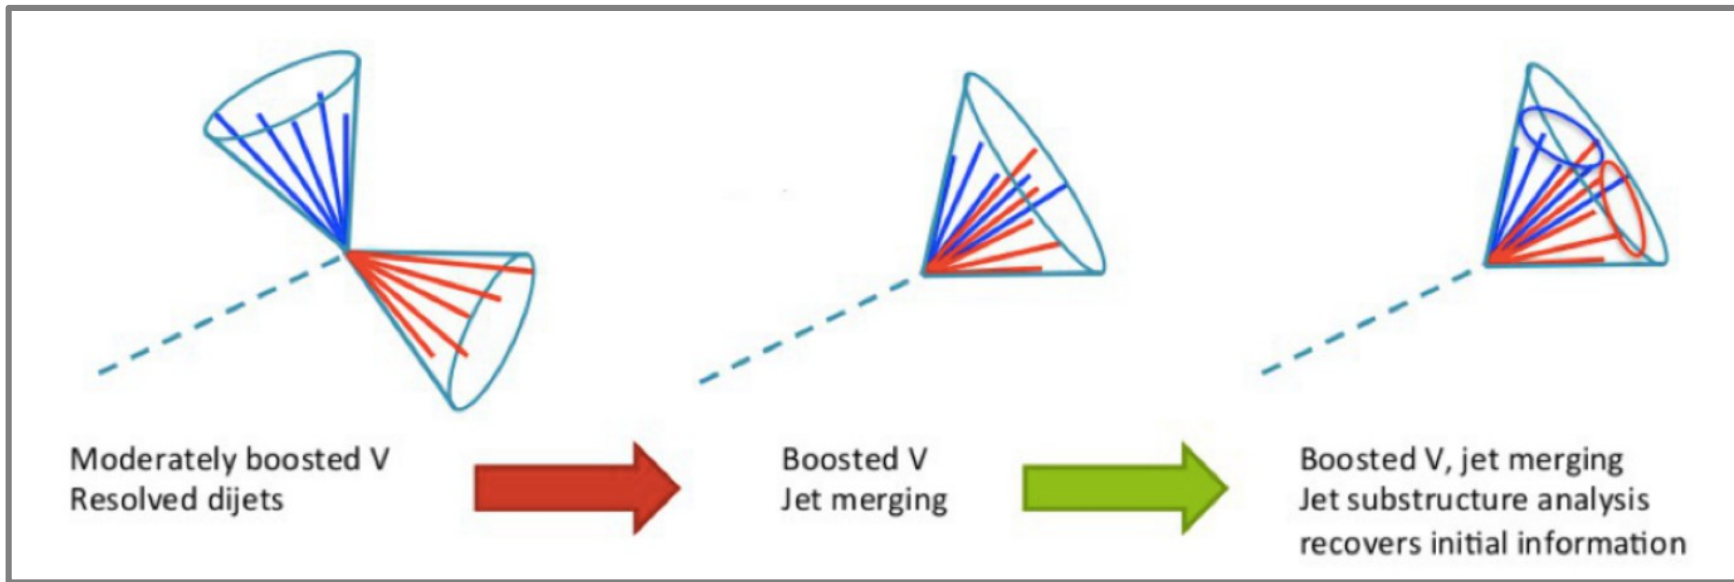 Moderately boosted V
Resolved dijets
Boosted V
Jet merging
Boosted V, jet merging
Jet substructure analysis
recovers initial information